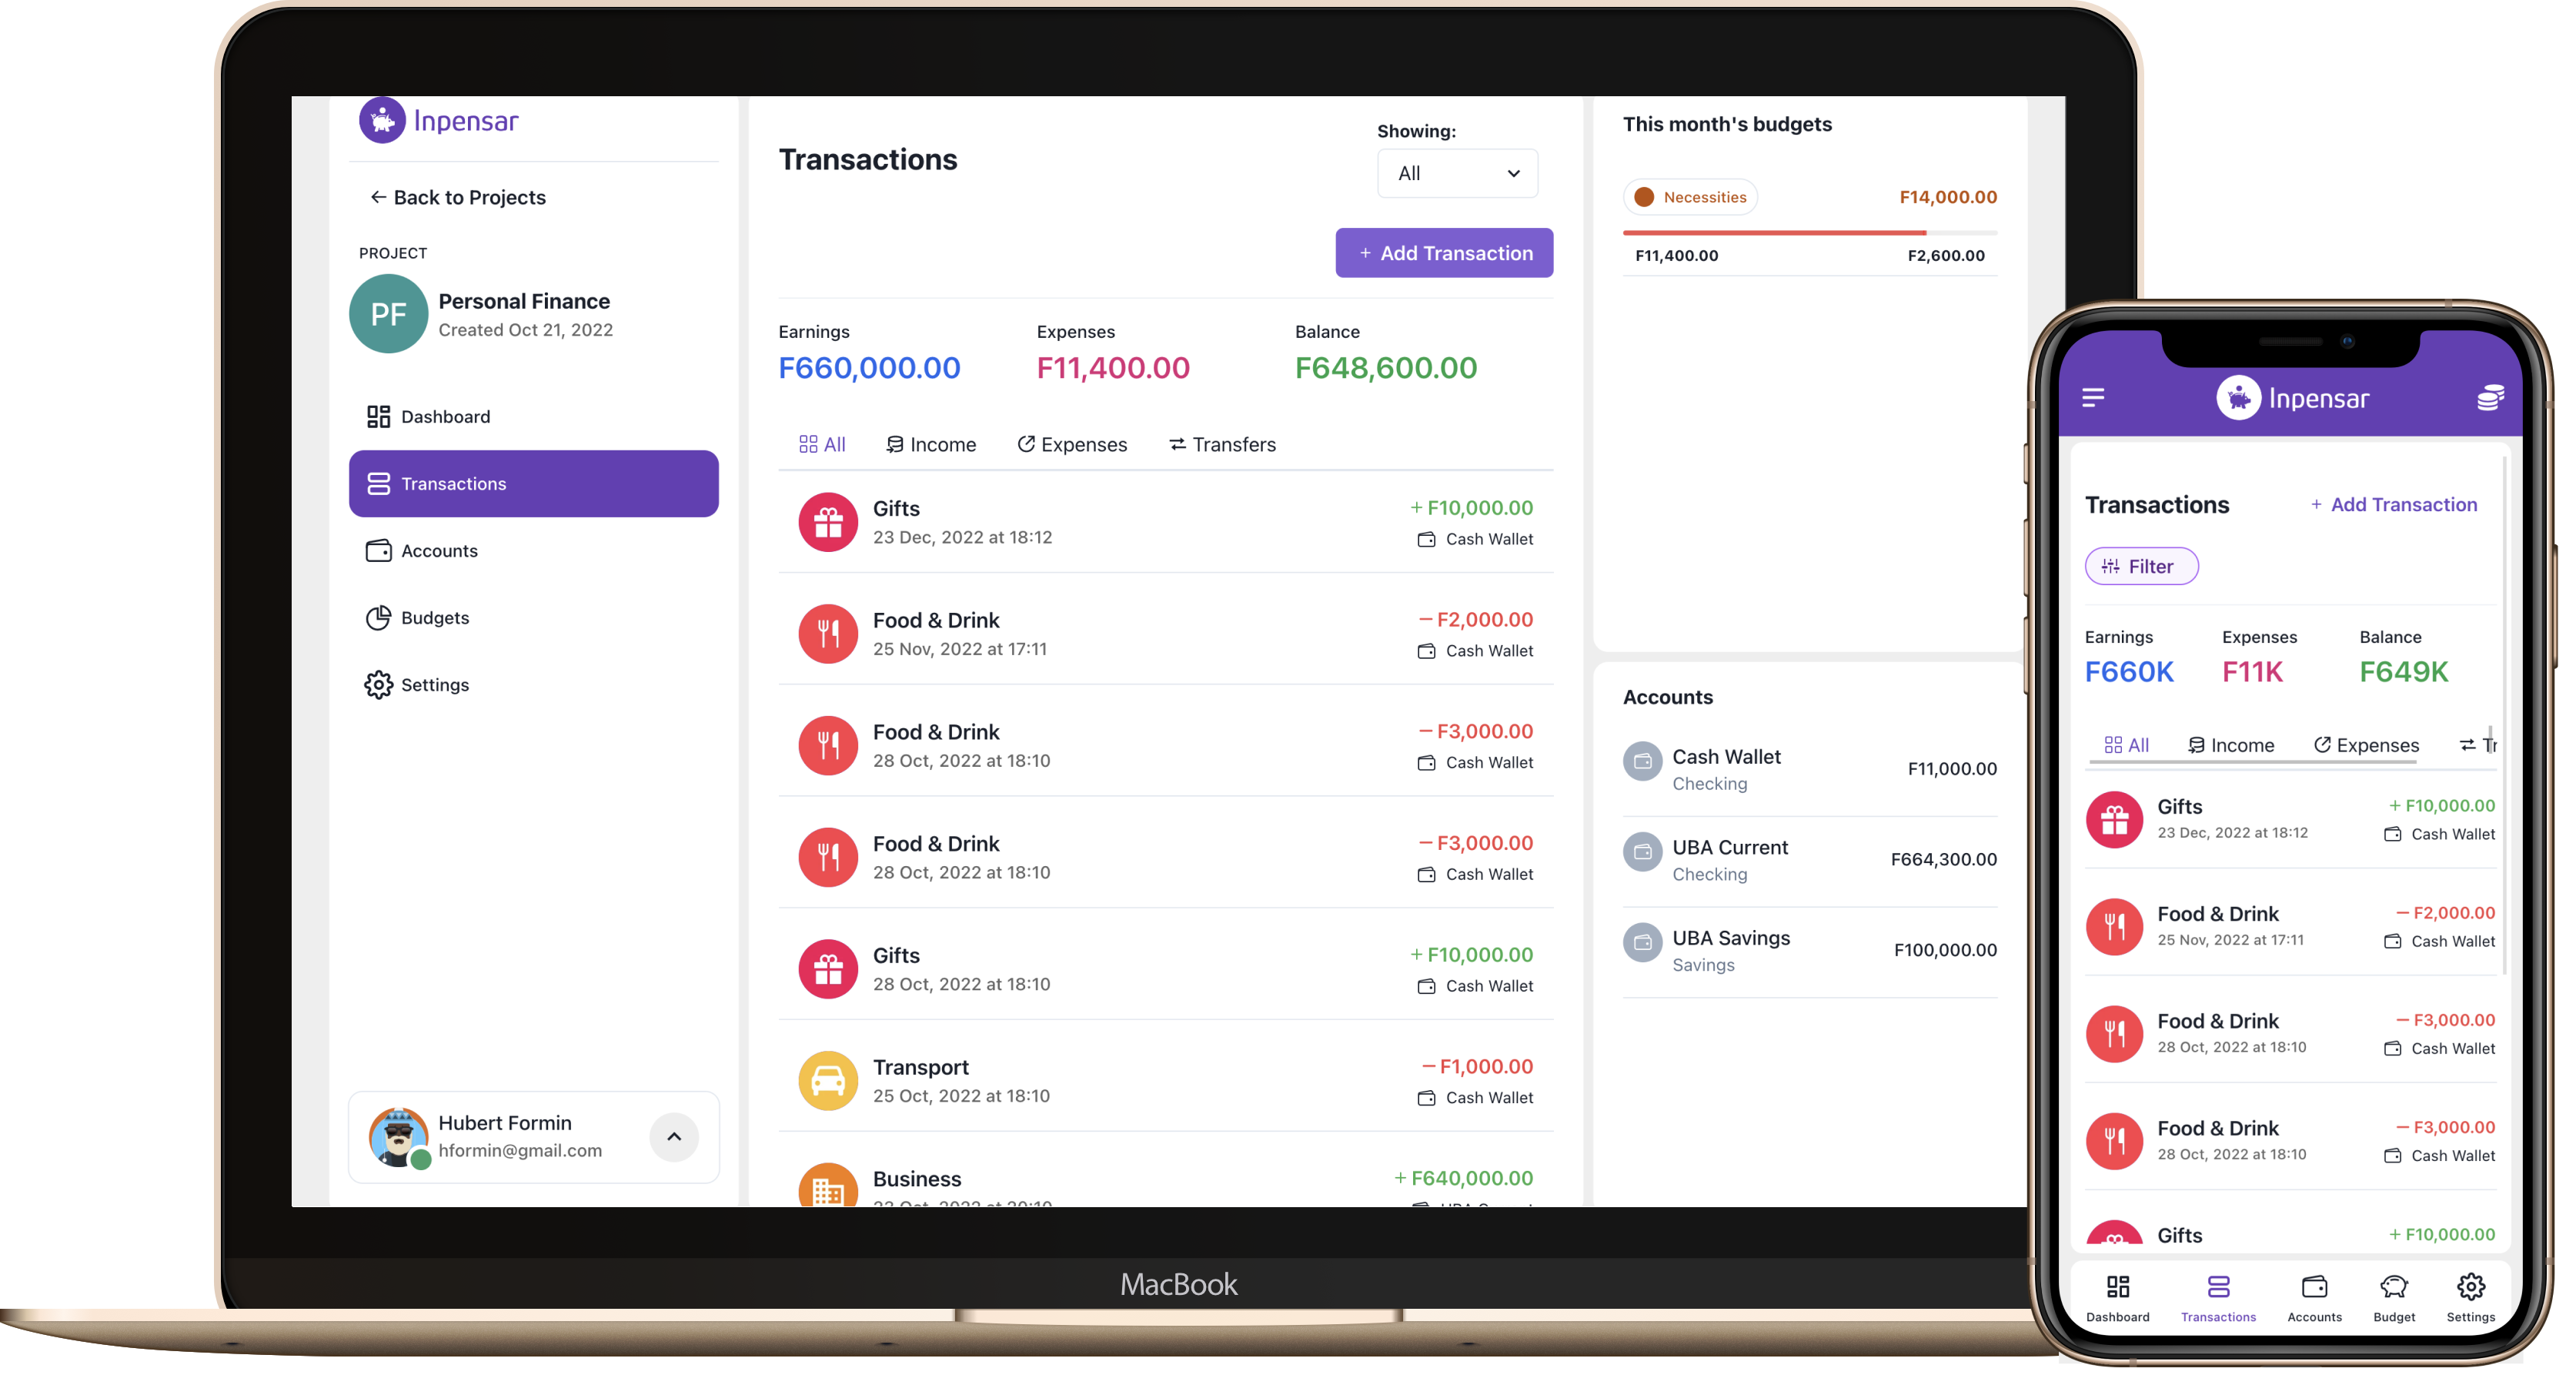 Inpensar
Back to Projects
PROJECT
PF
Personal Finance
Created Oct 21, 2022
Dashboard
Transactions
Accounts
Budgets
Settings
Hubert Formin
hformin@gmail.com
Transactions
Showing:
All
+ Add Transaction
Earnings
F660,000.00
Expenses
F11,400.00
Balance
F648,600.00
All
Income
Expenses
Transfers
Gifts
+ F10,000.00
23 Dec, 2022 at 18:12
Cash Wallet
Food & Drink
− F2,000.00
25 Nov, 2022 at 17:11
Cash Wallet
Food & Drink
− F3,000.00
28 Oct, 2022 at 18:10
Cash Wallet
Food & Drink
− F3,000.00
28 Oct, 2022 at 18:10
Cash Wallet
Gifts
+ F10,000.00
28 Oct, 2022 at 18:10
Cash Wallet
Transport
− F1,000.00
25 Oct, 2022 at 18:10
Cash Wallet
Business
+ F640,000.00
This month's budgets
Necessities
F14,000.00
F11,400.00
F2,600.00
Accounts
Cash Wallet
Checking
F11,000.00
UBA Current
Checking
F664,300.00
UBA Savings
Savings
F100,000.00
MacBook
Inpensar
Transactions
+ Add Transaction
Filter
Earnings
F660K
Expenses
F11K
Balance
F649K
All
Income
Expenses
Gifts
+ F10,000.00
23 Dec, 2022 at 18:12
Cash Wallet
Food & Drink
− F2,000.00
25 Nov, 2022 at 17:11
Cash Wallet
Food & Drink
− F3,000.00
28 Oct, 2022 at 18:10
Cash Wallet
Food & Drink
− F3,000.00
28 Oct, 2022 at 18:10
Cash Wallet
Gifts
+ F10,000.00
Dashboard
Transactions
Accounts
Budget
Settings